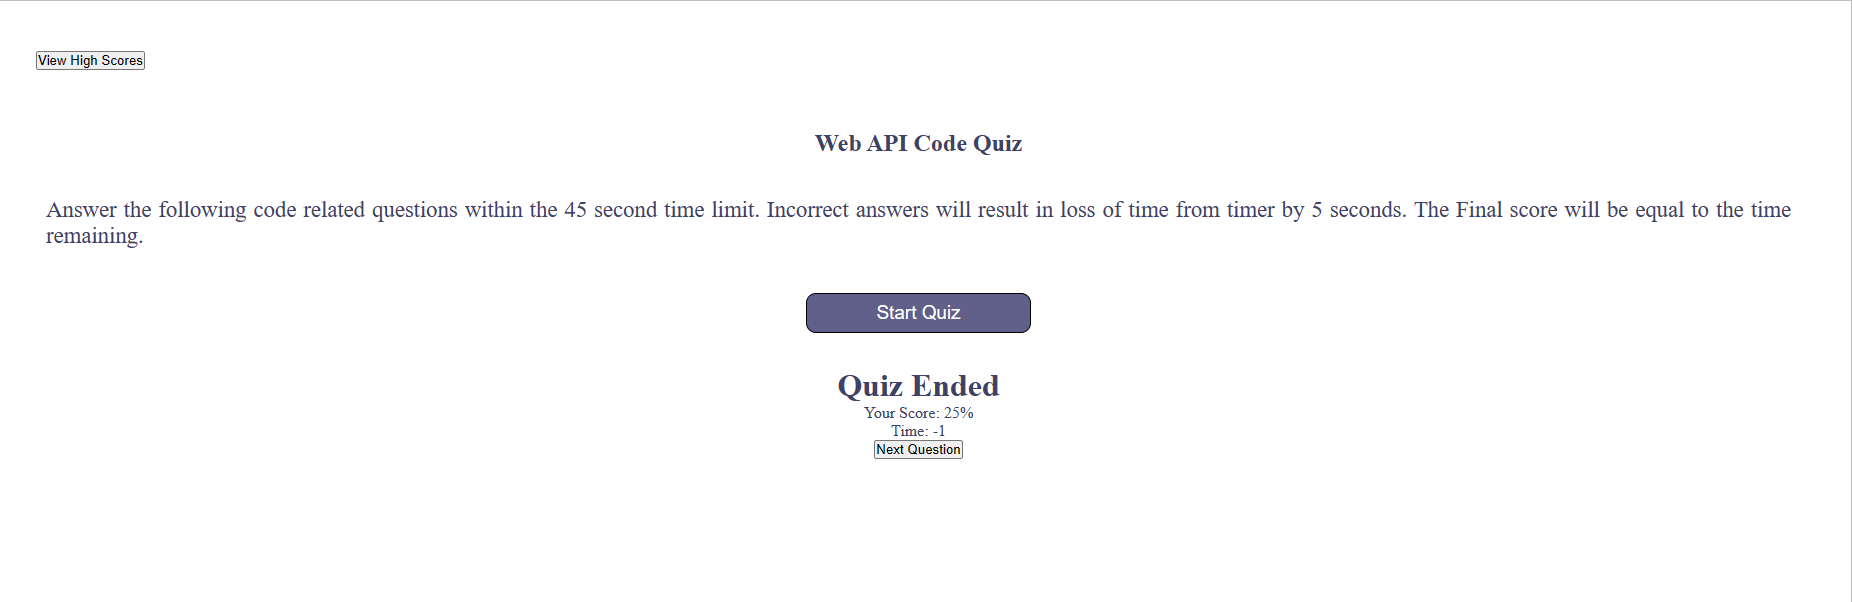 View High Scores
Web API Code Quiz
Answer the following code related questions within the 45 second time limit. Incorrect answers will result in loss of time from timer by 5 seconds. The Final score will be equal to the time
remaining.
Start Quiz
Quiz Ended
Your Score: 25%
Time: -1
Next Question